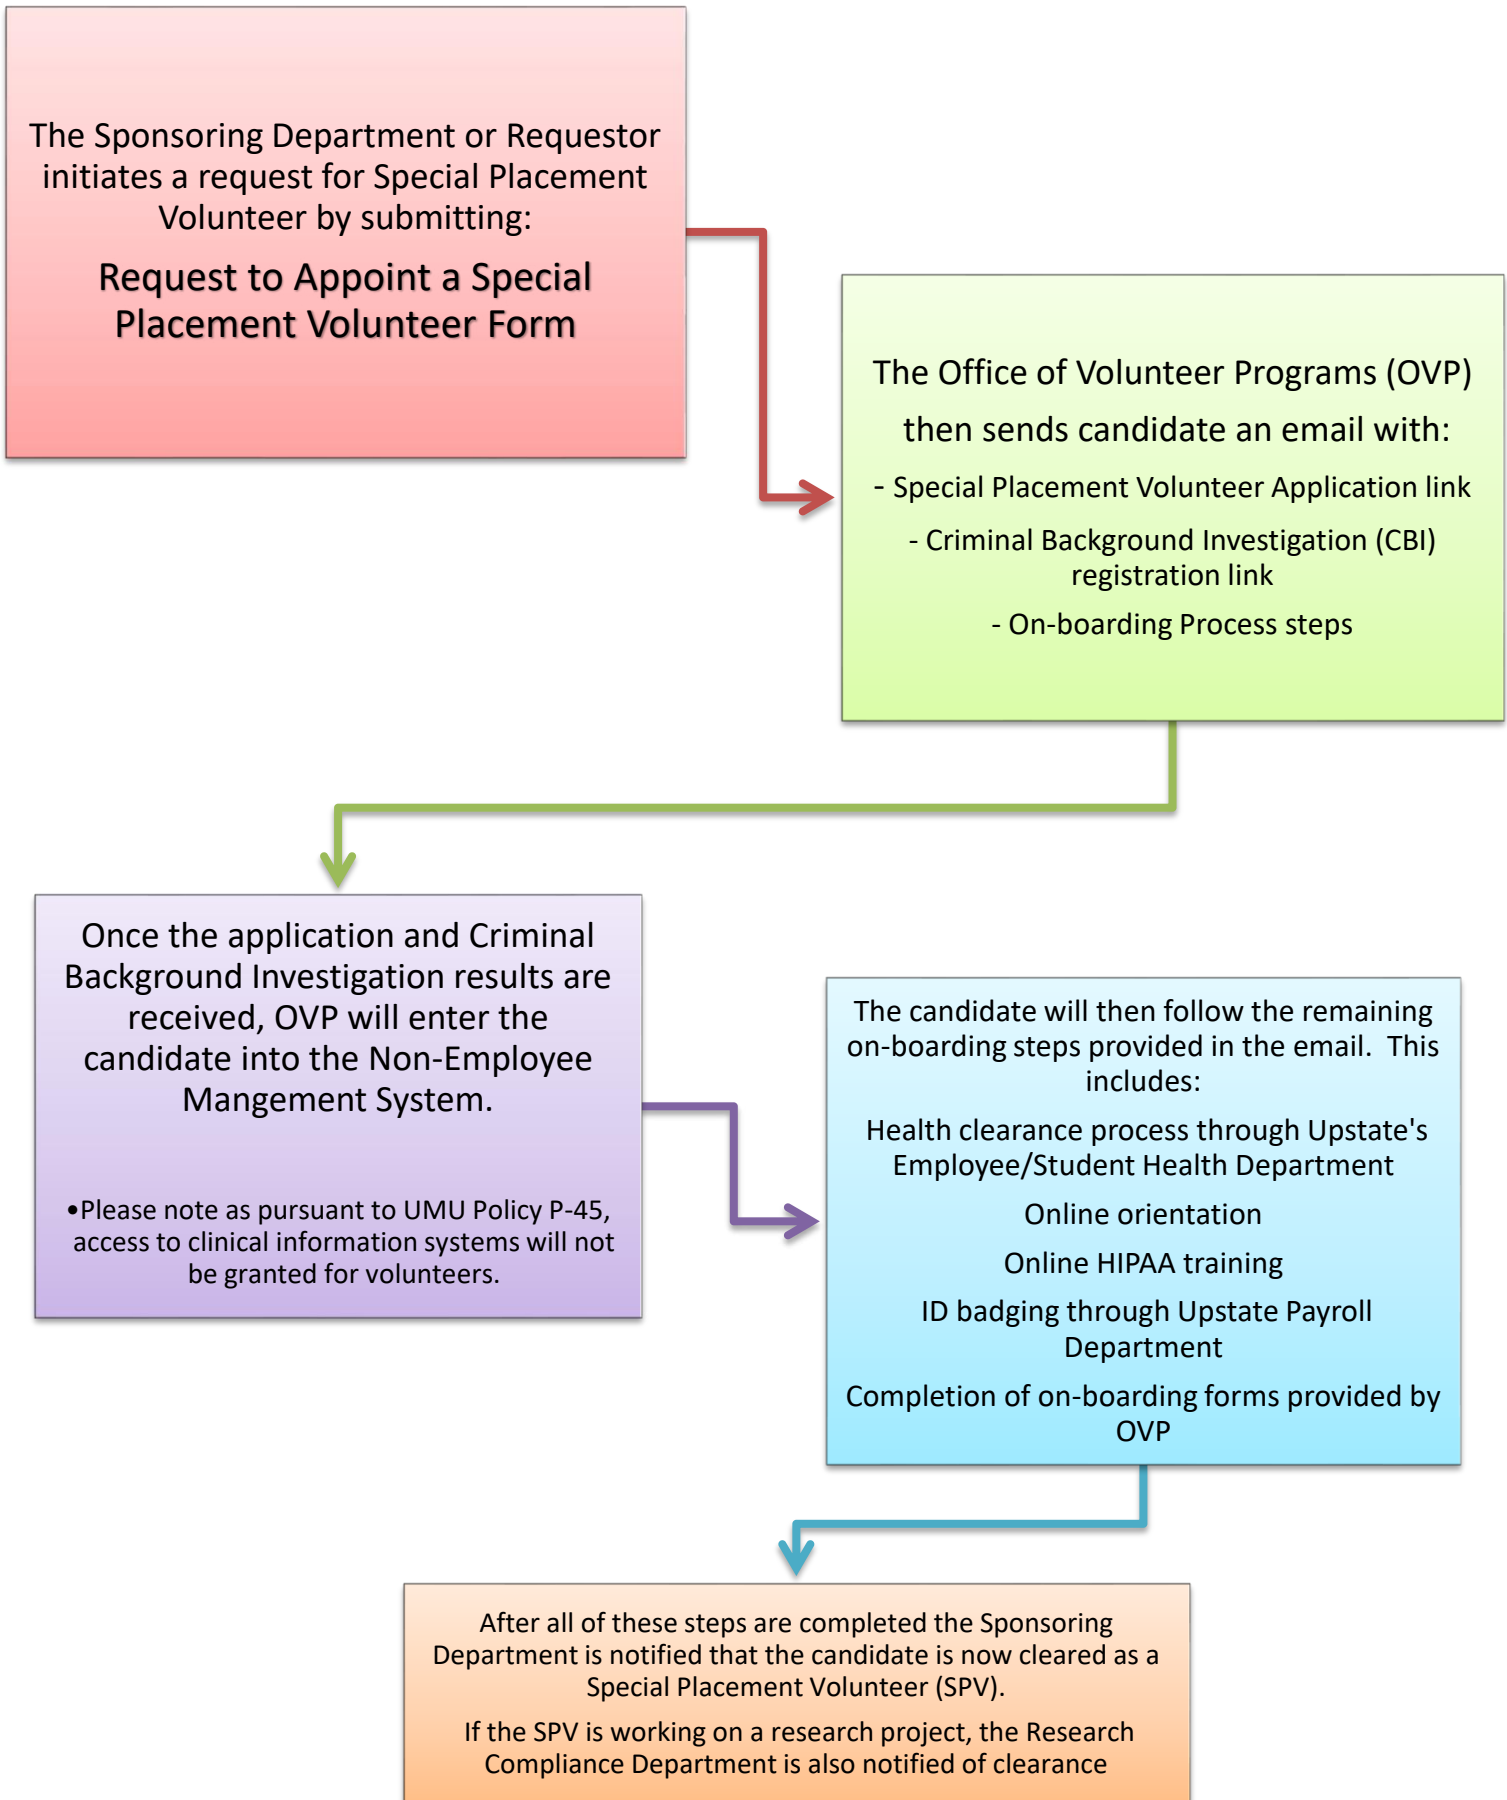 The Sponsoring Department or Requestor
initiates a request for Special Placement
Volunteer by submitting:
Request to Appoint a Special
Placement Volunteer Form
The Office of Volunteer Programs (OVP)
then sends candidate an email with:
- Special Placement Volunteer Application link
- Criminal Background Investigation (CBI)
registration link
- On-boarding Process steps
Once the application and Criminal
Background Investigation results are
received, OVP will enter the
candidate into the Non-Employee
Mangement System.
•Please note as pursuant to UMU Policy P-45,
access to clinical information systems will not
be granted for volunteers.
The candidate will then follow the remaining
on-boarding steps provided in the email.  This
includes:
Health clearance process through Upstate's
Employee/Student Health Department
Online orientation
Online HIPAA training
ID badging through Upstate Payroll
Department
Completion of on-boarding forms provided by
OVP
After all of these steps are completed the Sponsoring
Department is notified that the candidate is now cleared as a
Special Placement Volunteer (SPV).
If the SPV is working on a research project, the Research
Compliance Department is also notified of clearance